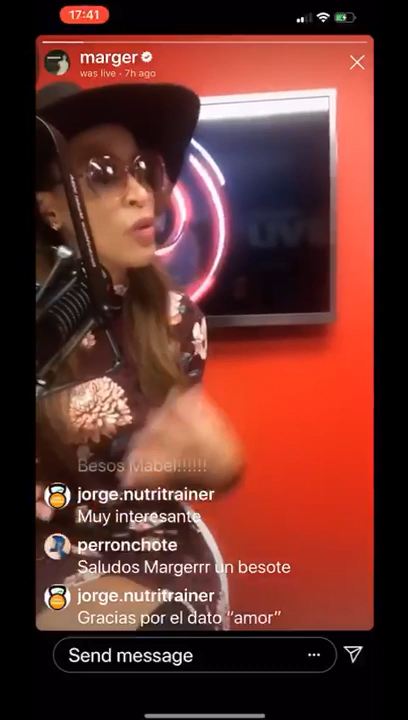 17:41
marger
was live · 7h ago
LIVE
Besos Mabel!!!!!!
jorge.nutritrainer
Muy interesante
perronchote
Saludos Margerrr un besote
jorge.nutritrainer
Gracias por el dato “amor”
Send message